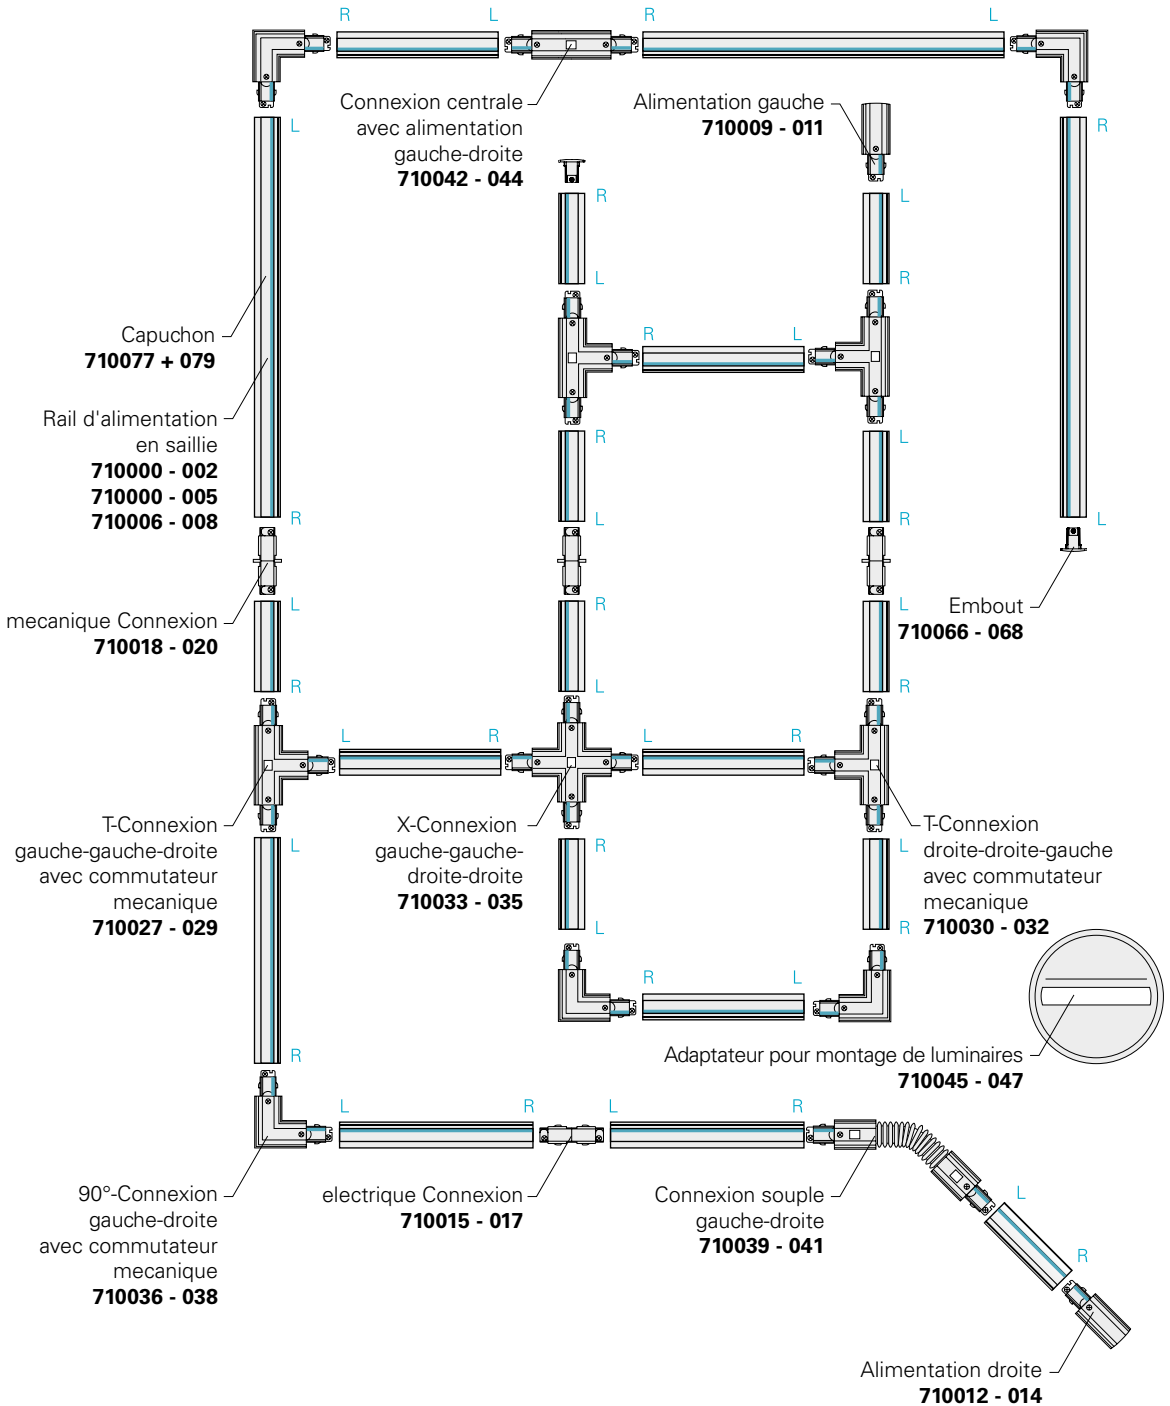 R L R L
Connexion centrale
avec alimentation
gauche-droite
710042 - 044
Alimentation gauche
710009 - 011
L
R
R
L
L
R
Capuchon
710077 + 079
R L
Rail d'alimentation
en saillie
710000 - 002
710000 - 005
710006 - 008
R
R
L
L
R
L
mecanique Connexion
710018 - 020
L
R
R
L
L
R
Embout
710066 - 068
L R L R
T-Connexion
gauche-gauche-droite
avec commutateur
mecanique
710027 - 029
X-Connexion
gauche-gauche-
droite-droite
710033 - 035
T-Connexion
droite-droite-gauche
avec commutateur
mecanique
710030 - 032
L
R
R
L
L
R
R L
Adaptateur pour montage de luminaires
710045 - 047
L R L R
90°-Connexion
gauche-droite
avec commutateur
mecanique
710036 - 038
electrique Connexion
710015 - 017
Connexion souple
gauche-droite
710039 - 041
L
R
Alimentation droite
710012 - 014